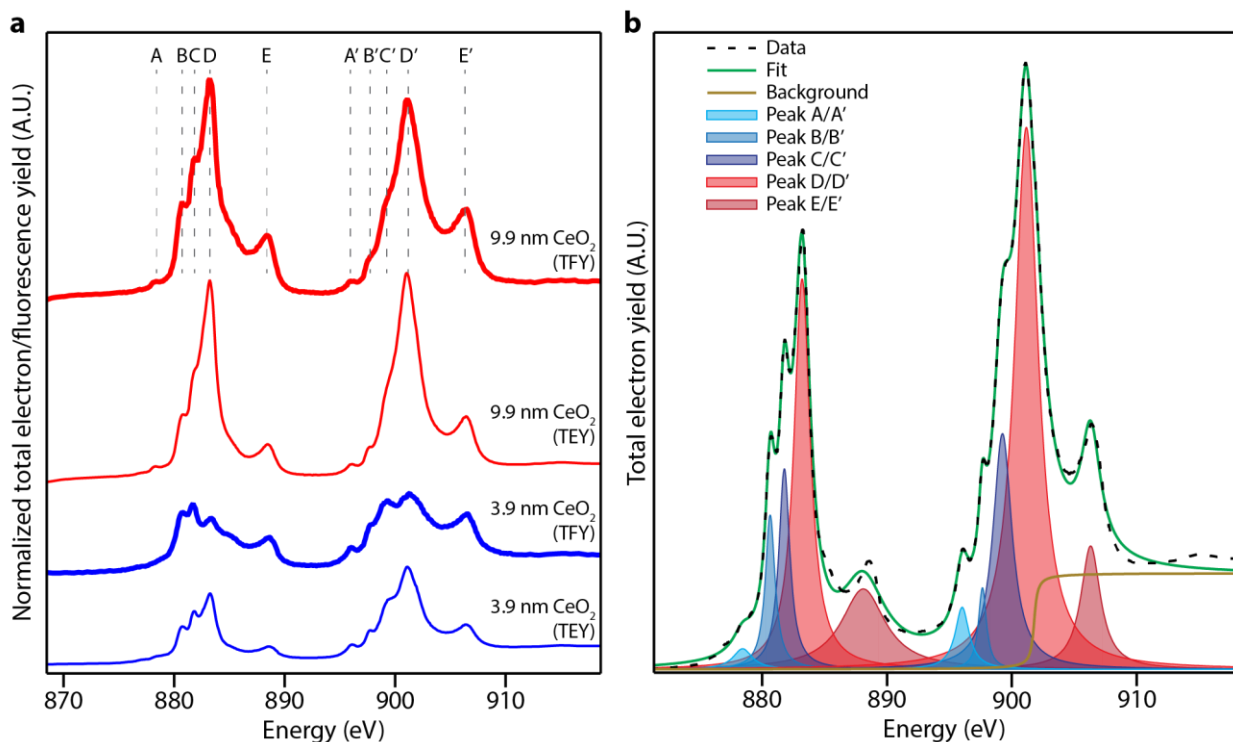 a
Normalized total electron/fluorescence yield (A.U.)
A B C D E A' B' C' D' E'
9.9 nm CeO₂
(TFY)
9.9 nm CeO₂
(TEY)
3.9 nm CeO₂
(TFY)
3.9 nm CeO₂
(TEY)
870 880 890 900 910
Energy (eV)
b
Total electron yield (A.U.)
Data
Fit
Background
Peak A/A'
Peak B/B'
Peak C/C'
Peak D/D'
Peak E/E'
880 890 900 910
Energy (eV)